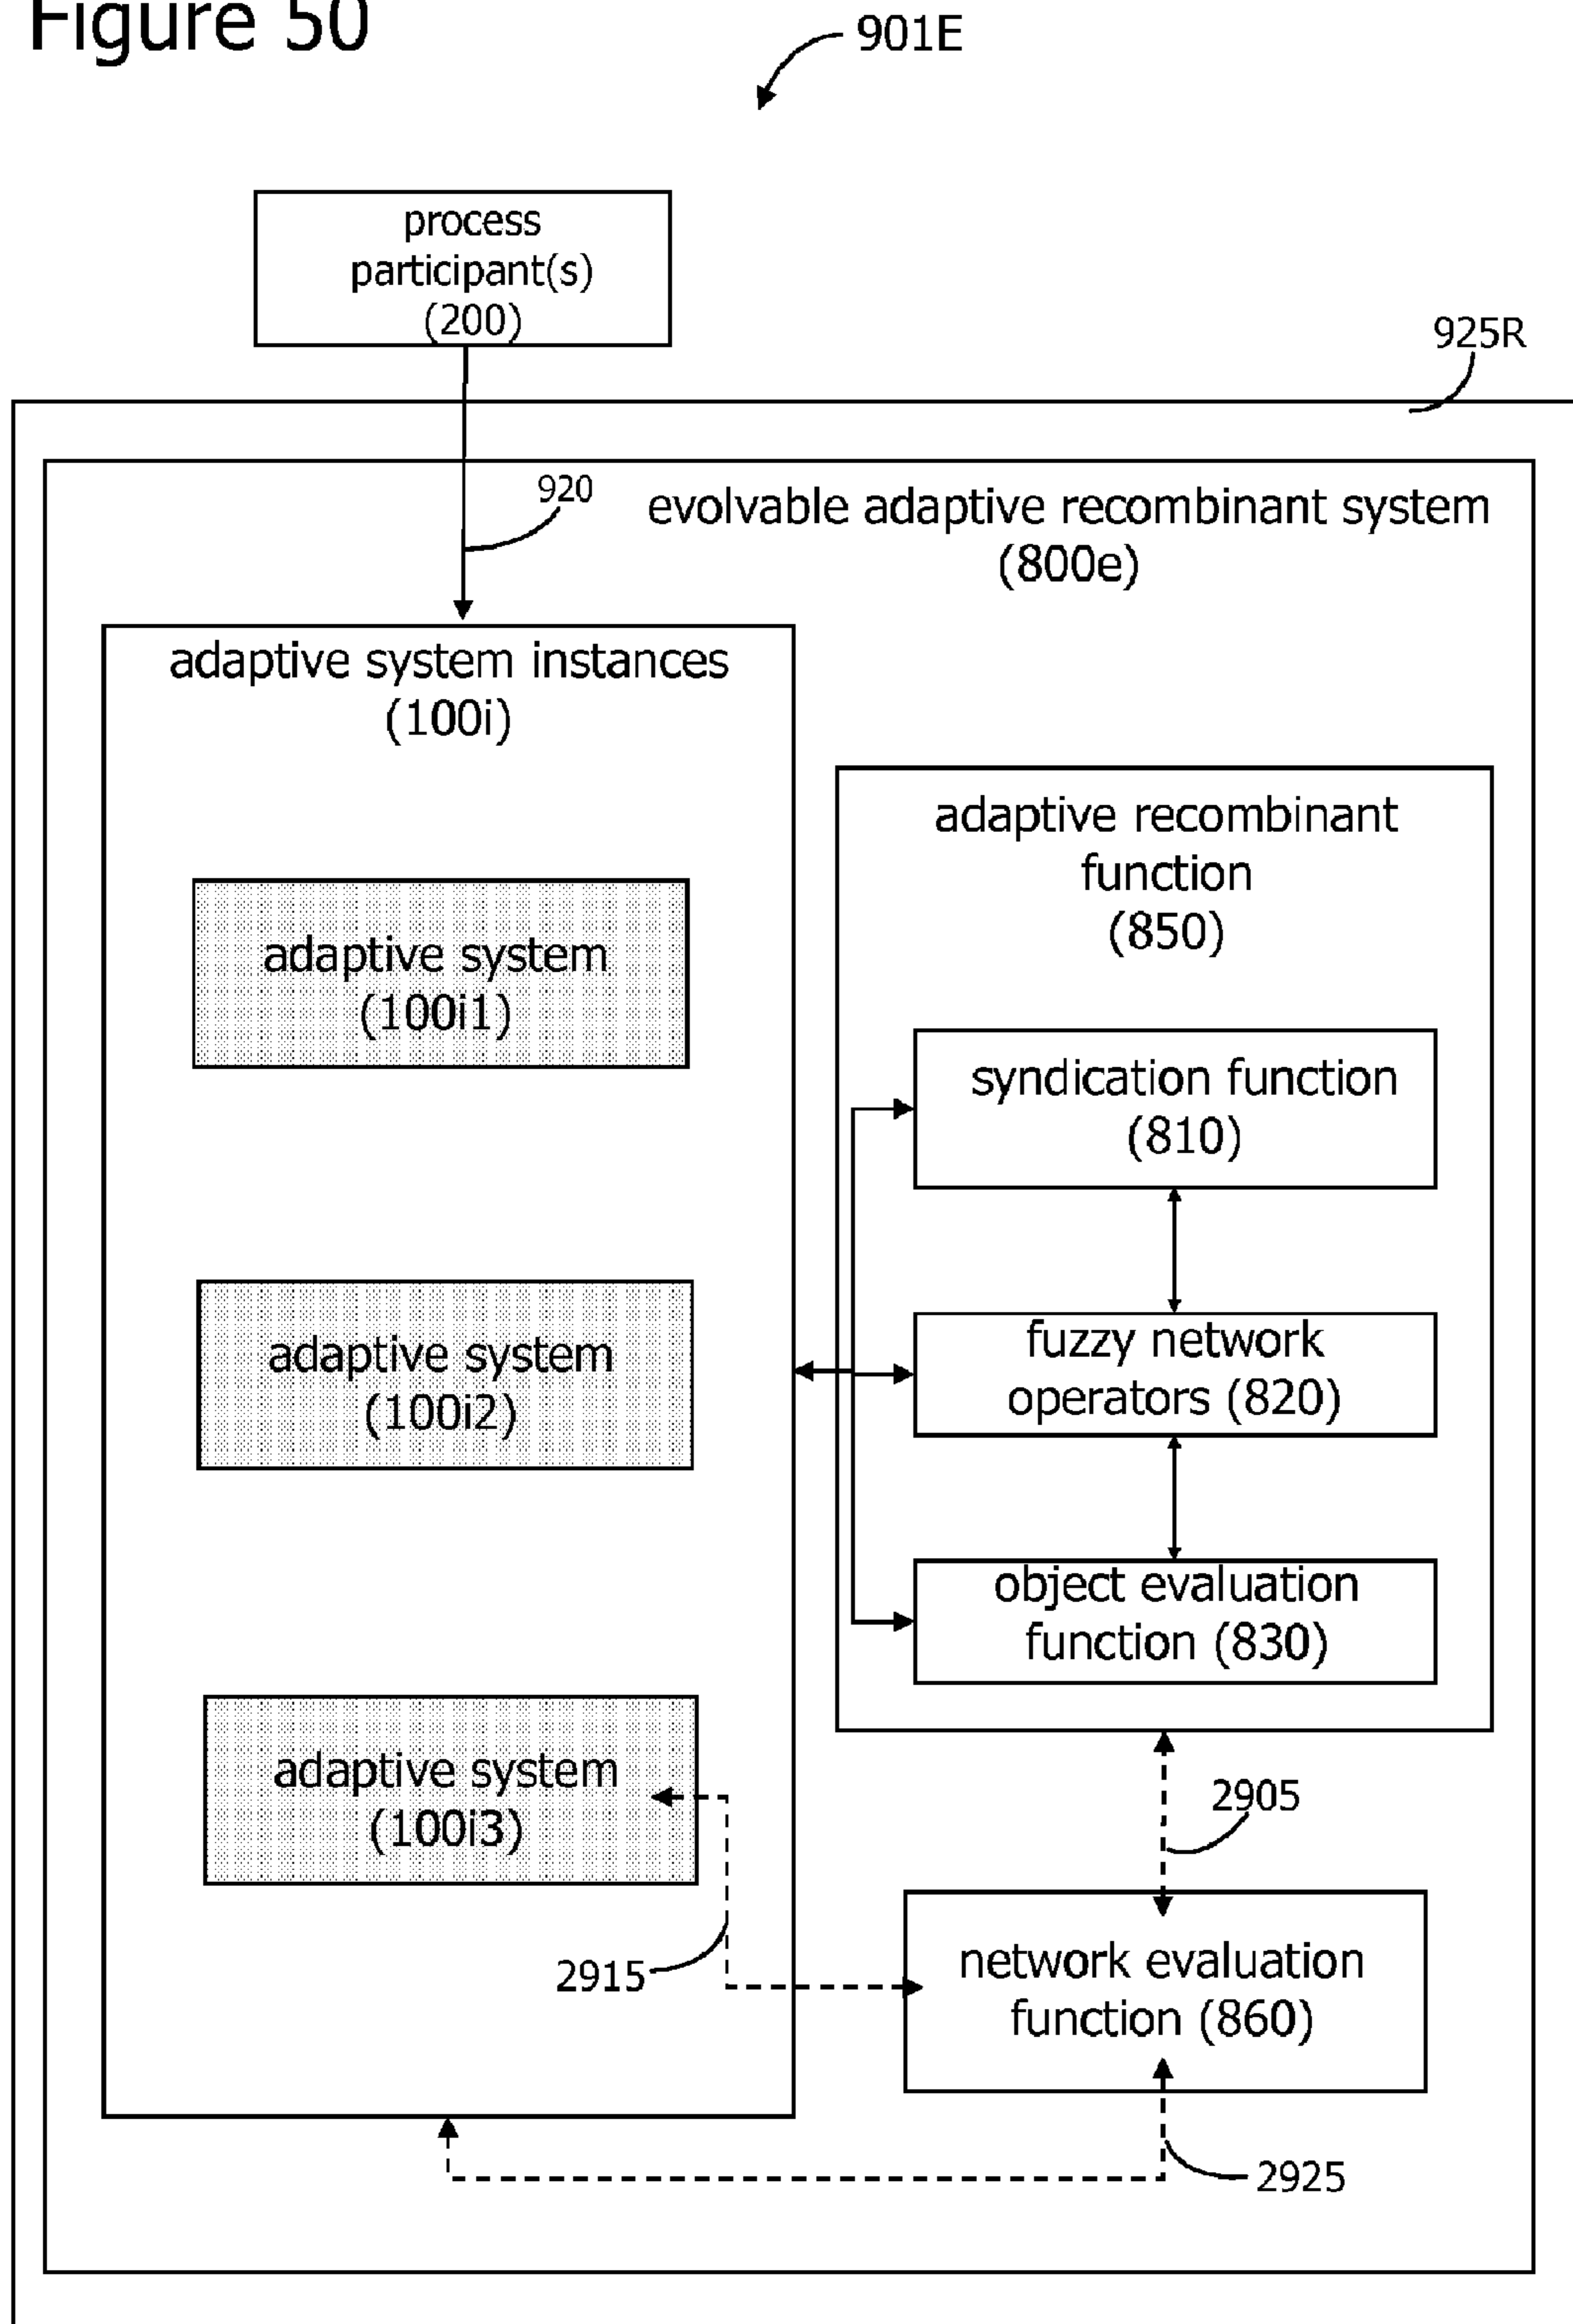 Figure 50
901E
process
participant(s)
(200)
925R
920
evolvable adaptive recombinant system
(800e)
adaptive system instances
(100i)
adaptive recombinant
function
(850)
adaptive system
(100i1)
syndication function
(810)
adaptive system
(100i2)
fuzzy network
operators (820)
object evaluation
function (830)
adaptive system
(100i3)
2905
2915
network evaluation
function (860)
2925